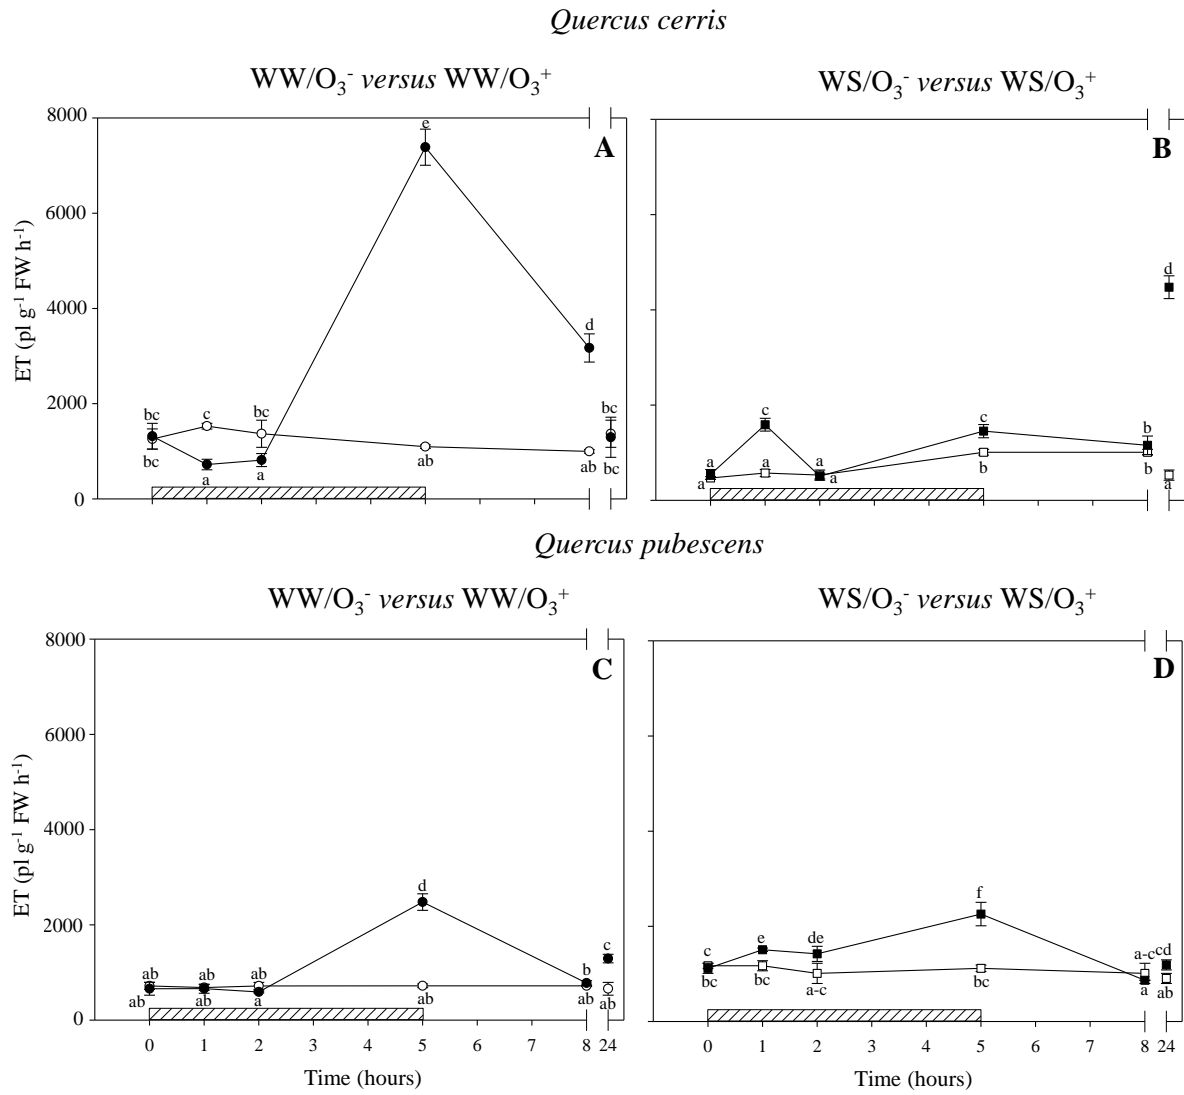 Quercus cerris
WW/O₃⁻ versus WW/O₃⁺
WS/O₃⁻ versus WS/O₃⁺
8000
6000
4000
2000
0
ET (pl g⁻¹ FW h⁻¹)
A
e
d
bc
c
bc
bc
bc
a
a
ab
ab
bc
B
d
c
c
b
a
a
a
a
a
b
b
a
Quercus pubescens
WW/O₃⁻ versus WW/O₃⁺
WS/O₃⁻ versus WS/O₃⁺
8000
6000
4000
2000
0
ET (pl g⁻¹ FW h⁻¹)
C
d
c
ab
ab
ab
b
ab
ab
a
ab
ab
ab
D
f
c
e
de
a-c
cd
bc
bc
a-c
bc
a
ab
0 1 2 3 4 5 6 7 8 24
0 1 2 3 4 5 6 7 8 24
Time (hours)
Time (hours)